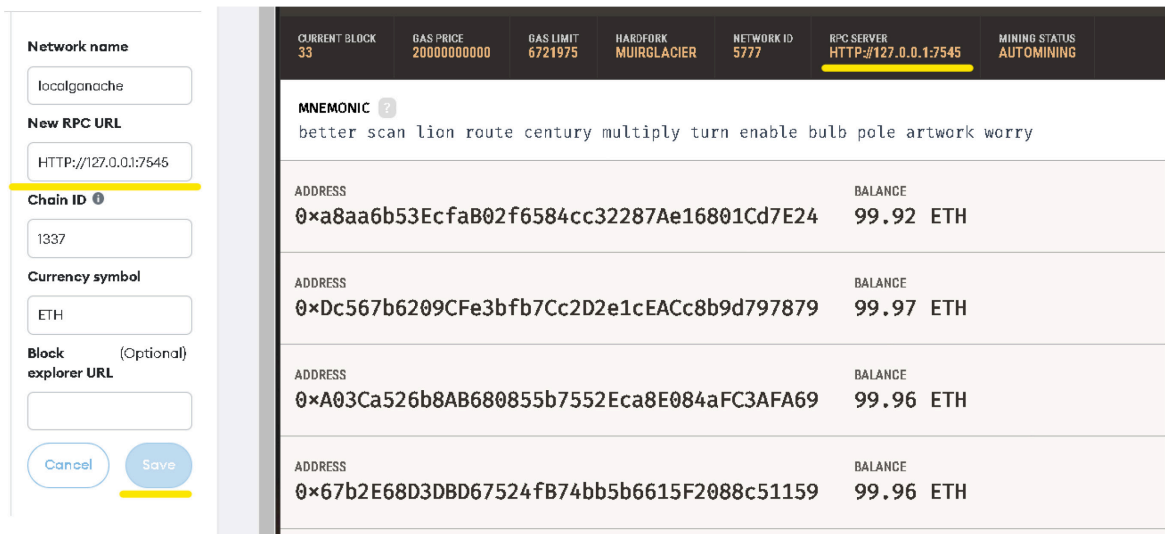 Network name
localganache
New RPC URL
HTTP://127.0.0.1:7545
Chain ID
1337
Currency symbol
ETH
Block (Optional)
explorer URL
Cancel Save
CURRENT BLOCK GAS PRICE GAS LIMIT HARDFORK NETWORK ID RPC SERVER MINING STATUS
33 20000000000 6721975 MUIRGLACIER 5777 HTTP://127.0.0.1:7545 AUTOMINING
MNEMONIC ?
better scan lion route century multiply turn enable bulb pole artwork worry
ADDRESS BALANCE
0×a8aa6b53EcfaB02f6584cc32287Ae16801Cd7E24 99.92 ETH
ADDRESS BALANCE
0×Dc567b6209CFe3bfb7Cc2D2e1cEACc8b9d797879 99.97 ETH
ADDRESS BALANCE
0×A03Ca526b8AB680855b7552Eca8E084aFC3AFA69 99.96 ETH
ADDRESS BALANCE
0×67b2E68D3DBD67524fB74bb5b6615F2088c51159 99.96 ETH